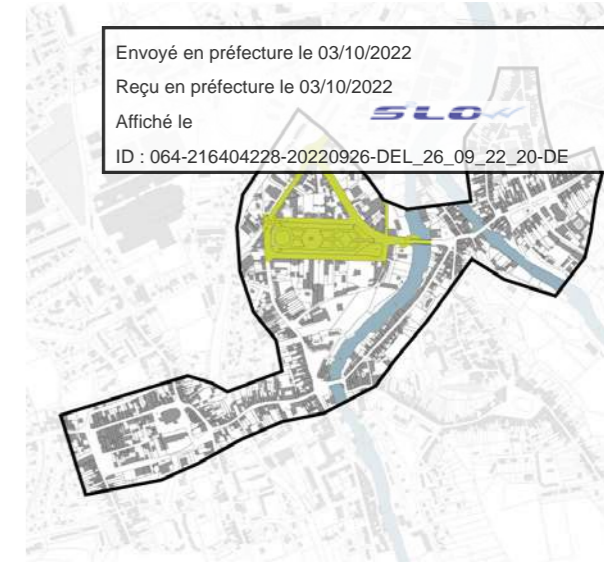 Envoyé en préfecture le 03/10/2022
Reçu en préfecture le 03/10/2022
Affiché le
SLOW
ID : 064-216404228-20220926-DEL_26_09_22_20-DE